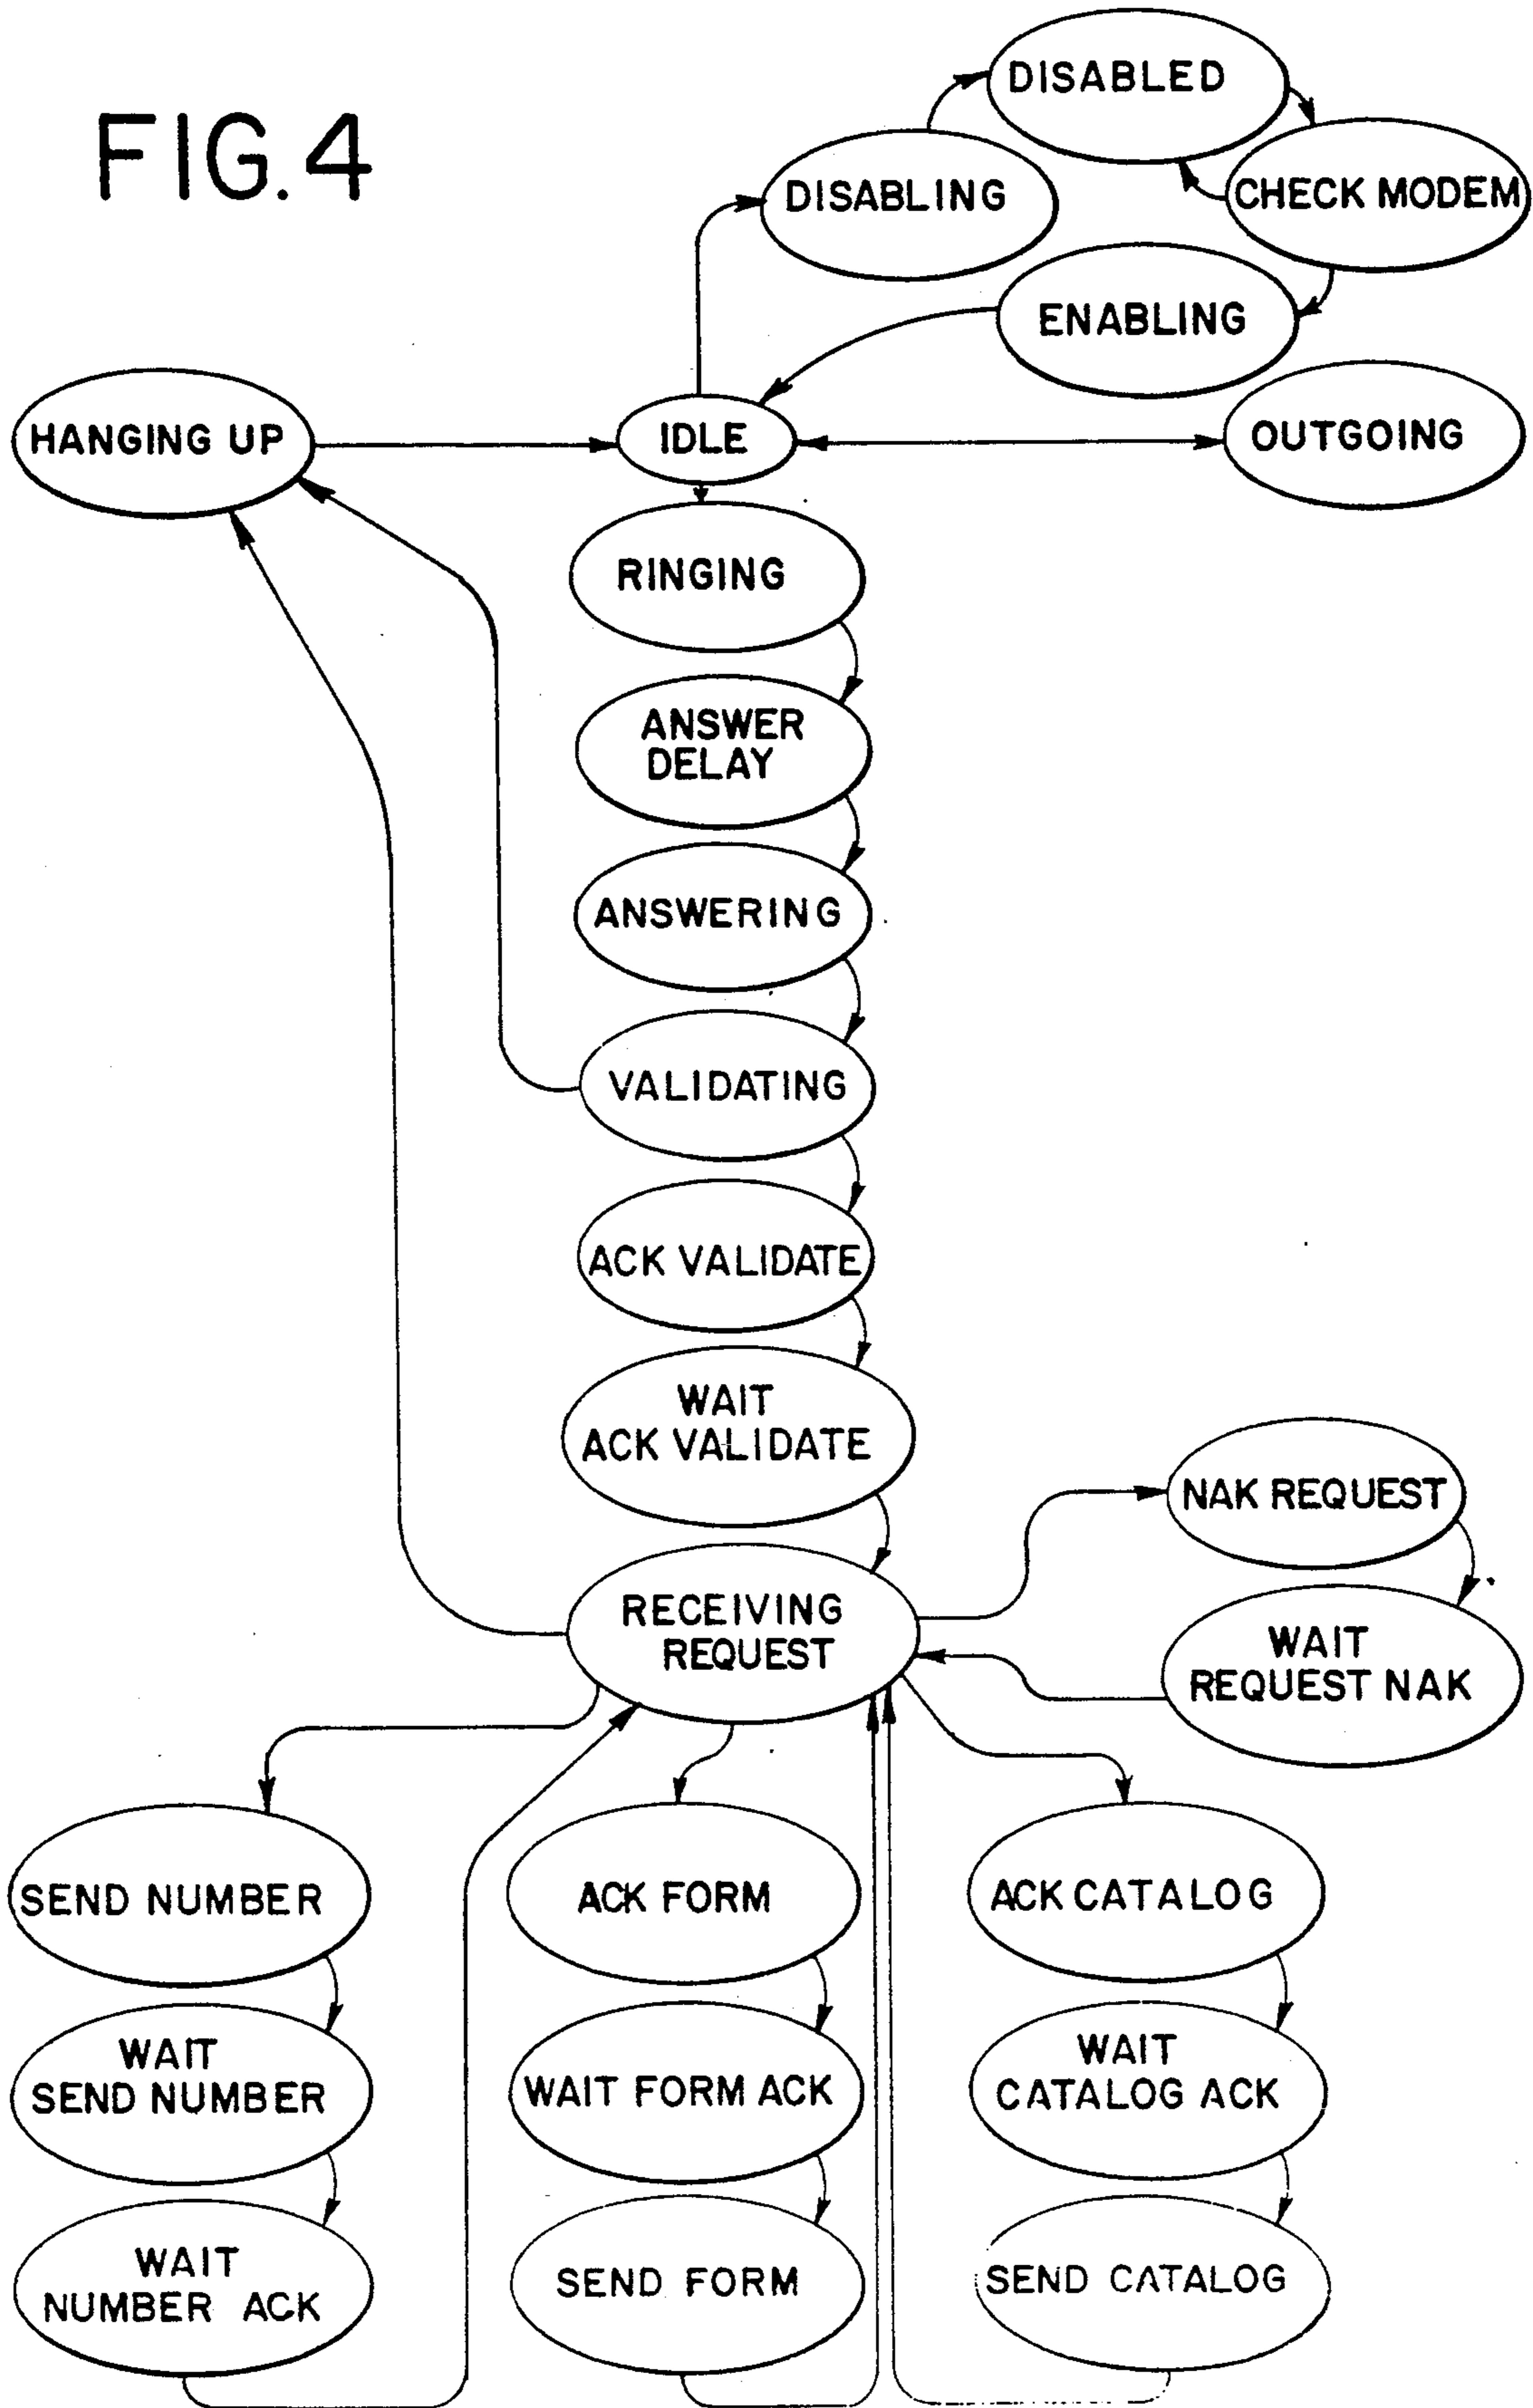 FIG. 4
DISABLED
DISABLING
CHECK MODEM
ENABLING
HANGING UP
IDLE
OUTGOING
RINGING
ANSWER
DELAY
ANSWERING
VALIDATING
ACK VALIDATE
WAIT
ACK VALIDATE
NAK REQUEST
RECEIVING
REQUEST
WAIT
REQUEST NAK
SEND NUMBER
ACK FORM
ACK CATALOG
WAIT
SEND NUMBER
WAIT FORM ACK
WAIT
CATALOG ACK
WAIT
NUMBER ACK
SEND FORM
SEND CATALOG